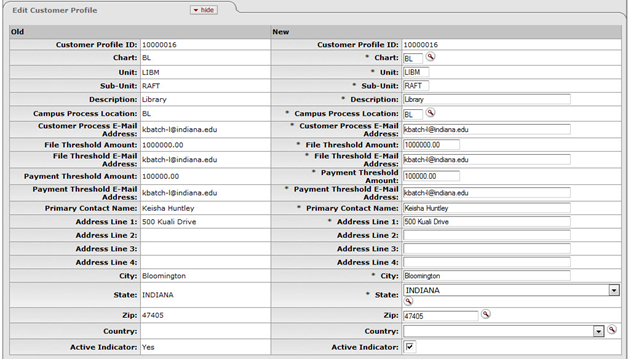 Edit Customer Profile
hide
Old New
Customer Profile ID: 10000016 Customer Profile ID: 10000016
Chart: BL * Chart: BL
Unit: LIBM * Unit: LIBM
Sub-Unit: RAFT * Sub-Unit: RAFT
Description: Library * Description: Library
Campus Process Location: BL * Campus Process Location: BL
Customer Process E-Mail Address: kbatch-l@indiana.edu * Customer Process E-Mail Address: kbatch-l@indiana.edu
File Threshold Amount: 1000000.00 * File Threshold Amount: 1000000.00
File Threshold E-Mail Address: kbatch-l@indiana.edu * File Threshold E-Mail Address: kbatch-l@indiana.edu
Payment Threshold Amount: 100000.00 * Payment Threshold Amount: 100000.00
Payment Threshold E-Mail Address: kbatch-l@indiana.edu * Payment Threshold E-Mail Address: kbatch-l@indiana.edu
Primary Contact Name: Keisha Huntley * Primary Contact Name: Keisha Huntley
Address Line 1: 500 Kuali Drive * Address Line 1: 500 Kuali Drive
Address Line 2: Address Line 2:
Address Line 3: Address Line 3:
Address Line 4: Address Line 4:
City: Bloomington * City: Bloomington
State: INDIANA * State: INDIANA
Zip: 47405 Zip: 47405
Country: Country:
Active Indicator: Yes Active Indicator: